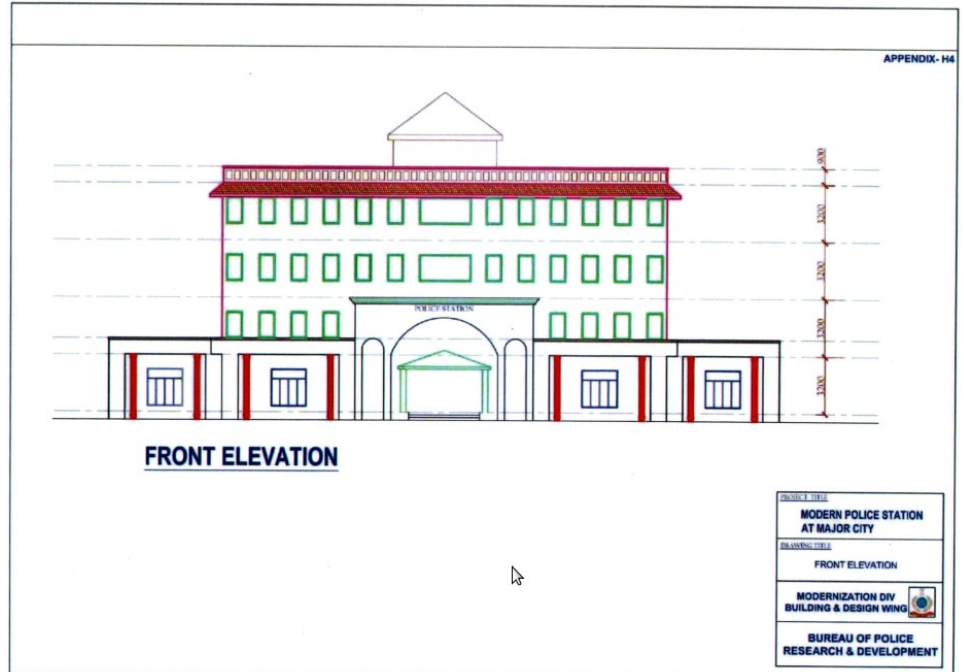 APPENDIX- H4
900
3200
3200
3200
3200
POLICE STATION
FRONT ELEVATION
PROJECT TITLE
MODERN POLICE STATION
AT MAJOR CITY
DRAWING TITLE
FRONT ELEVATION
MODERNIZATION DIV
BUILDING & DESIGN WING
BUREAU OF POLICE
RESEARCH & DEVELOPMENT